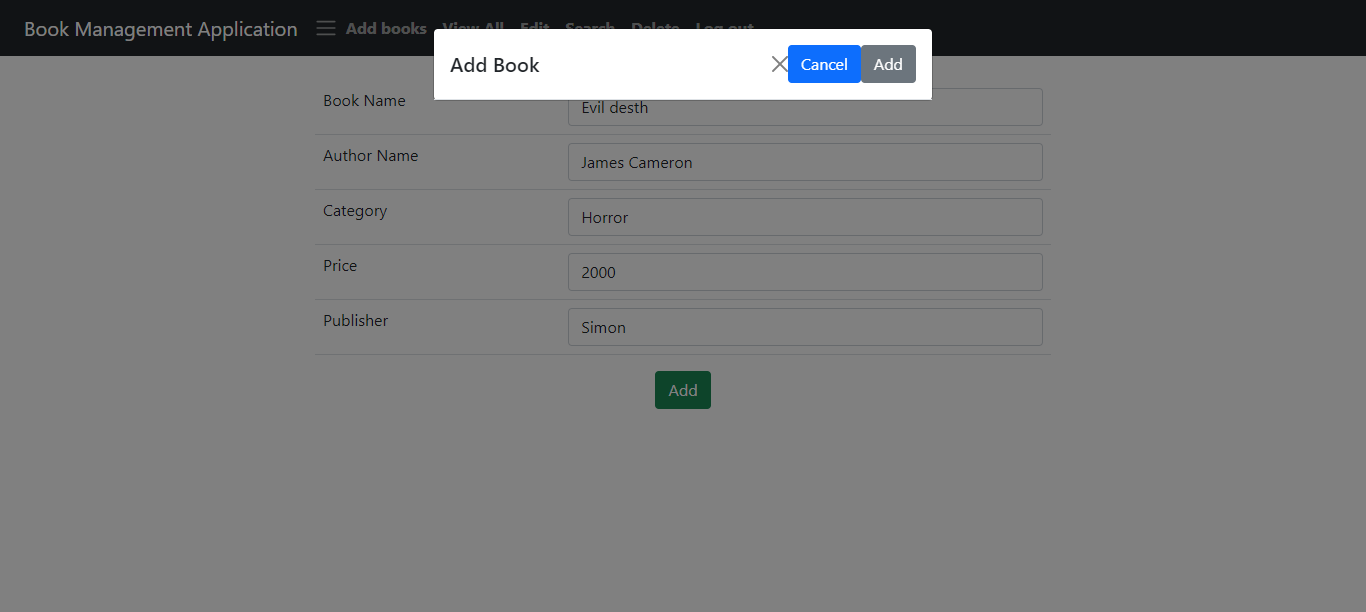 Book Management Application Add books View All Edit Search Delete Log out
Add Book Cancel Add
Book Name Evil desth
Author Name James Cameron
Category Horror
Price 2000
Publisher Simon
Add